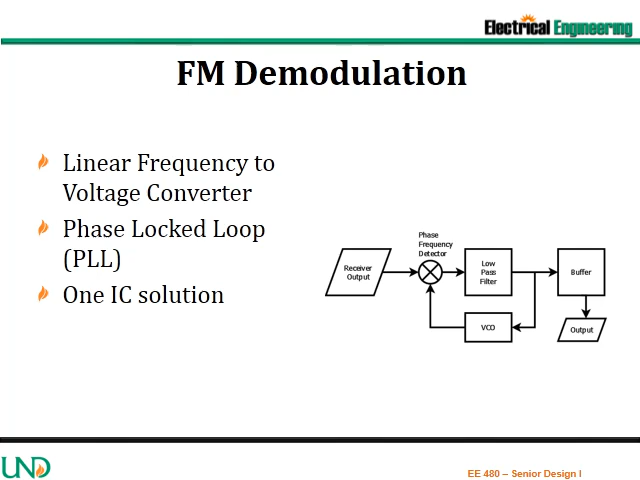 Electrical Engineering
FM Demodulation
Linear Frequency to
Voltage Converter
Phase Locked Loop
(PLL)
One IC solution
Phase
Frequency
Detector
Receiver
Output
Low
Pass
Filter
Buffer
VCO
Output
UND
EE 480 – Senior Design I